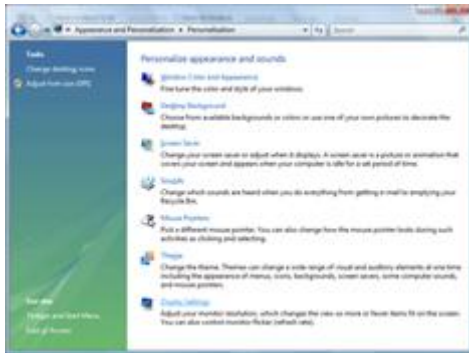 Appearance and Personalization ▸ Personalization
Tasks
Change desktop icons
Adjust font size (DPI)
Personalize appearance and sounds
Window Color and Appearance
Fine tune the color and style of your windows.
Desktop Background
Choose from available backgrounds or colors or use one of your own pictures to decorate the
desktop.
Screen Saver
Change your screen saver or adjust when it displays. A screen saver is a picture or animation that
covers your screen and appears when your computer is idle for a set period of time.
Sounds
Change which sounds are heard when you do everything from getting e-mail to emptying your
Recycle Bin.
Mouse Pointers
Pick a different mouse pointer. You can also change how the mouse pointer looks during such
activities as clicking and selecting.
Theme
Change the theme. Themes can change a wide range of visual and auditory elements at one time
including the appearance of menus, icons, backgrounds, screen savers, some computer sounds,
and mouse pointers.
Display Settings
Adjust your monitor resolution, which changes the view so more or fewer items fit on the screen.
You can also control monitor flicker (refresh rate).
See also
Taskbar and Start Menu
Ease of Access